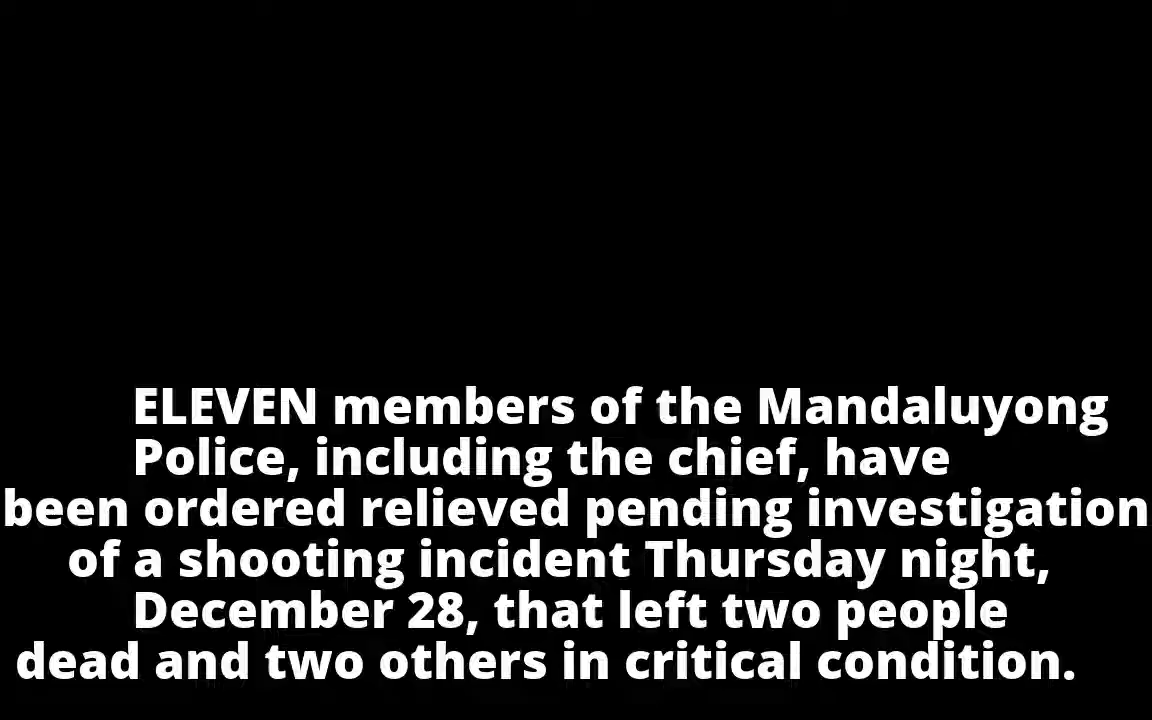 ELEVEN members of the Mandaluyong
Police, including the chief, have
been ordered relieved pending investigation
of a shooting incident Thursday night,
December 28, that left two people
dead and two others in critical condition.